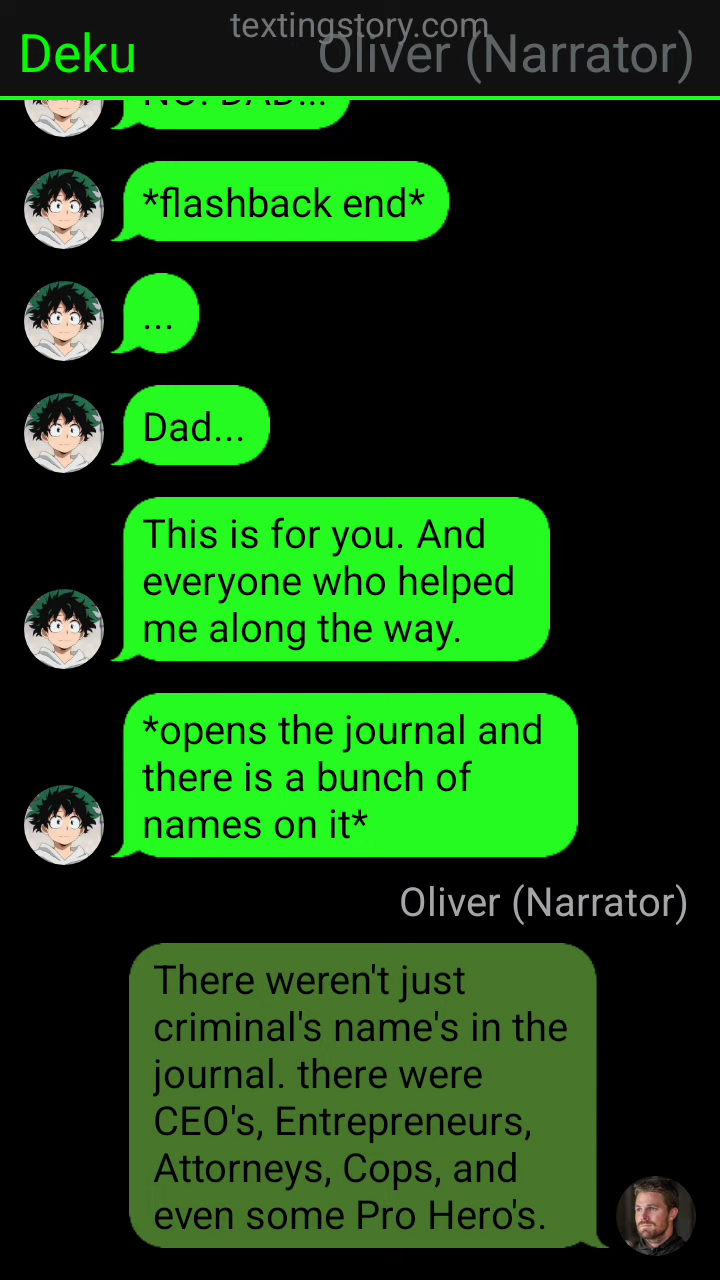 textingstory.com
Deku
Oliver (Narrator)
NO! DAD...
*flashback end*
...
Dad...
This is for you. And
everyone who helped
me along the way.
*opens the journal and
there is a bunch of
names on it*
Oliver (Narrator)
There weren't just
criminal's name's in the
journal. there were
CEO's, Entrepreneurs,
Attorneys, Cops, and
even some Pro Hero's.